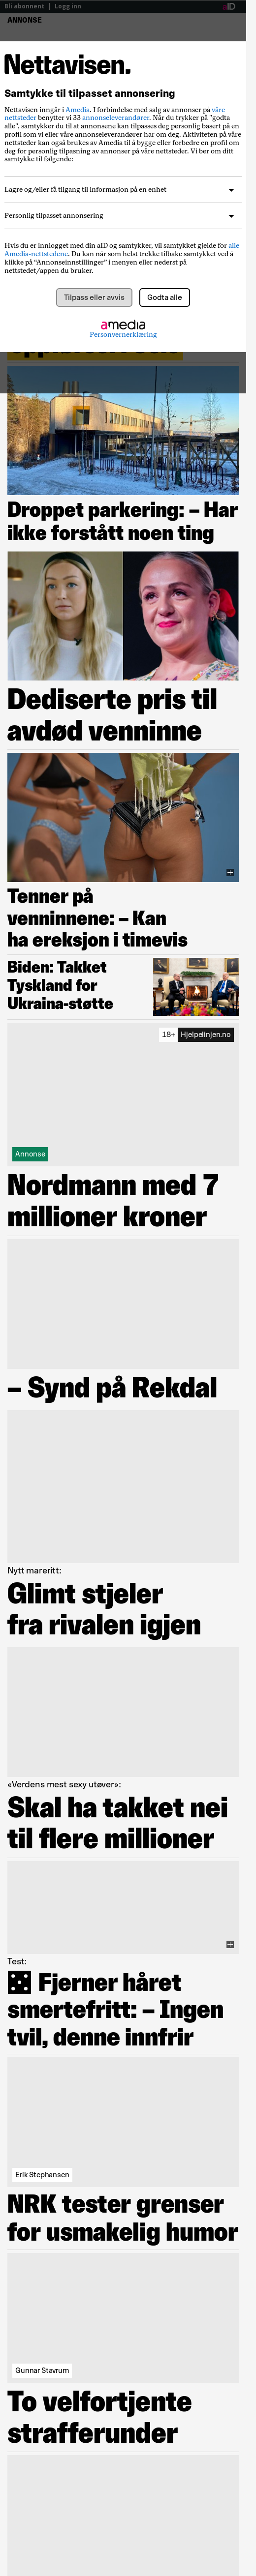 Bli abonnent | Logg inn
ANNONSE
Nettavisen.
Samtykke til tilpasset annonsering
Nettavisen inngår i Amedia. I forbindelse med salg av annonser på våre
nettsteder benytter vi 33 annonseleverandører. Når du trykker på "godta
alle", samtykker du til at annonsene kan tilpasses deg personlig basert på en
profil som vi eller våre annonseleverandører har om deg. Aktiviteten på våre
nettsteder kan også brukes av Amedia til å bygge eller forbedre en profil om
deg for personlig tilpasning av annonser på våre nettsteder. Vi ber om ditt
samtykke til følgende:
Lagre og/eller få tilgang til informasjon på en enhet
Personlig tilpasset annonsering
Hvis du er innlogget med din aID og samtykker, vil samtykket gjelde for alle
Amedia-nettstedene. Du kan når som helst trekke tilbake samtykket ved å
klikke på "Annonseinnstillinger" i menyen eller nederst på
nettstedet/appen du bruker.
Tilpass eller avvis
Godta alle
amedia
Personvernerklæring
Droppet parkering: – Har
ikke forstått noen ting
Dediserte pris til
avdød venninne
Tenner på
venninnene: – Kan
ha ereksjon i timevis
Biden: Takket
Tyskland for
Ukraina-støtte
18+ Hjelpelinjen.no
Annonse
Nordmann med 7
millioner kroner
– Synd på Rekdal
Nytt mareritt:
Glimt stjeler
fra rivalen igjen
«Verdens mest sexy utøver»:
Skal ha takket nei
til flere millioner
Test:
Fjerner håret
smertefritt: – Ingen
tvil, denne innfrir
Erik Stephansen
NRK tester grenser
for usmakelig humor
Gunnar Stavrum
To velfortjente
strafferunder